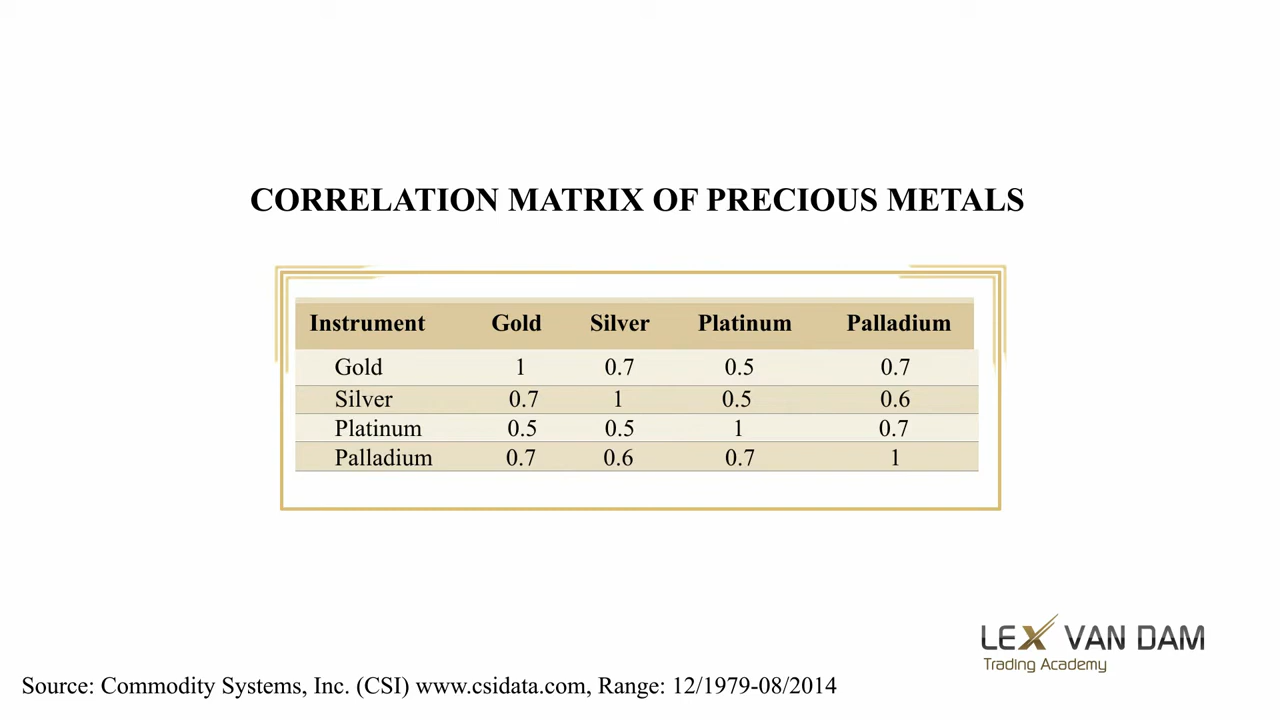 CORRELATION MATRIX OF PRECIOUS METALS
Instrument Gold Silver Platinum Palladium
Gold 1 0.7 0.5 0.7
Silver 0.7 1 0.5 0.6
Platinum 0.5 0.5 1 0.7
Palladium 0.7 0.6 0.7 1
LEX VAN DAM
Trading Academy
Source: Commodity Systems, Inc. (CSI) www.csidata.com, Range: 12/1979-08/2014